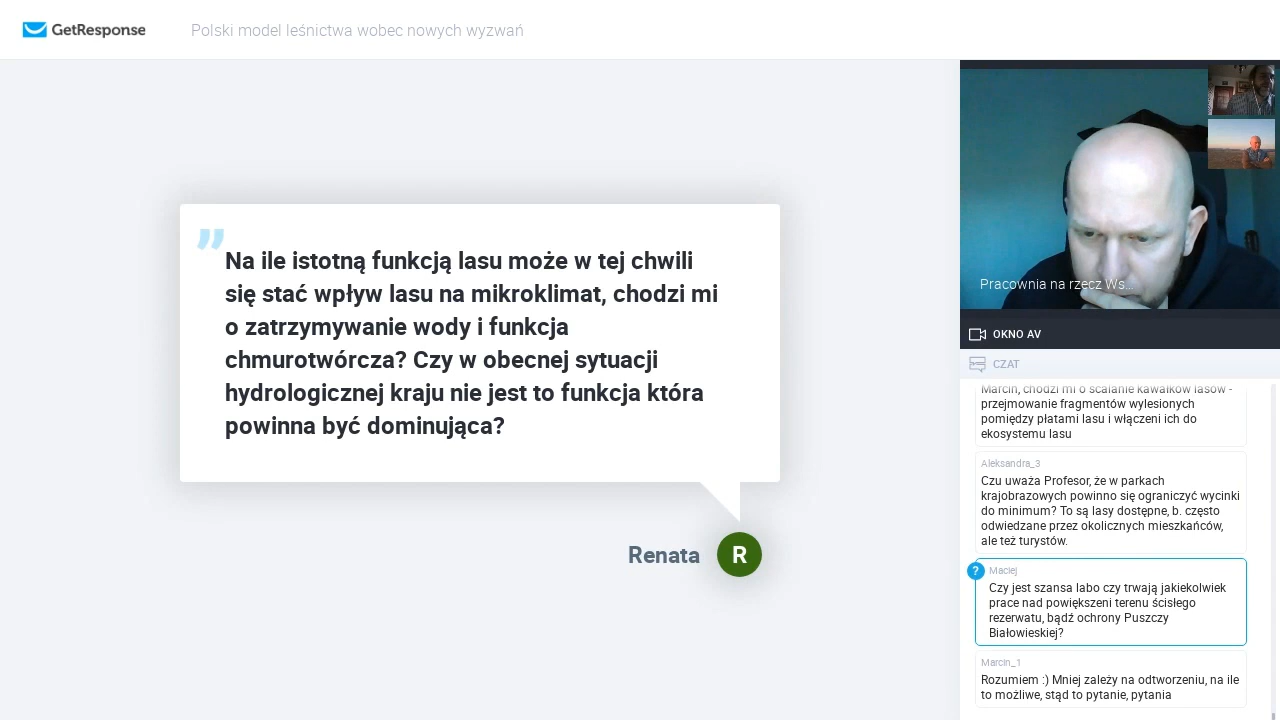 GetResponse
Polski model leśnictwa wobec nowych wyzwań
Na ile istotną funkcją lasu może w tej chwili
się stać wpływ lasu na mikroklimat, chodzi mi
o zatrzymywanie wody i funkcja
chmurotwórcza? Czy w obecnej sytuacji
hydrologicznej kraju nie jest to funkcja która
powinna być dominująca?
Renata
R
Pracownia na rzecz Ws...
OKNO AV
CZAT
Marcin, chodzi mi o scalanie kawałków lasów -
przejmowanie fragmentów wylesionych
pomiędzy płatami lasu i włączeni ich do
ekosystemu lasu
Aleksandra_3
Czu uważa Profesor, że w parkach
krajobrazowych powinno się ograniczyć wycinki
do minimum? To są lasy dostępne, b. często
odwiedzane przez okolicznych mieszkańców,
ale też turystów.
?
Maciej
Czy jest szansa labo czy trwają jakiekolwiek
prace nad powiększeni terenu ścisłego
rezerwatu, bądź ochrony Puszczy
Białowieskiej?
Marcin_1
Rozumiem :) Mniej zależy na odtworzeniu, na ile
to możliwe, stąd to pytanie, pytania